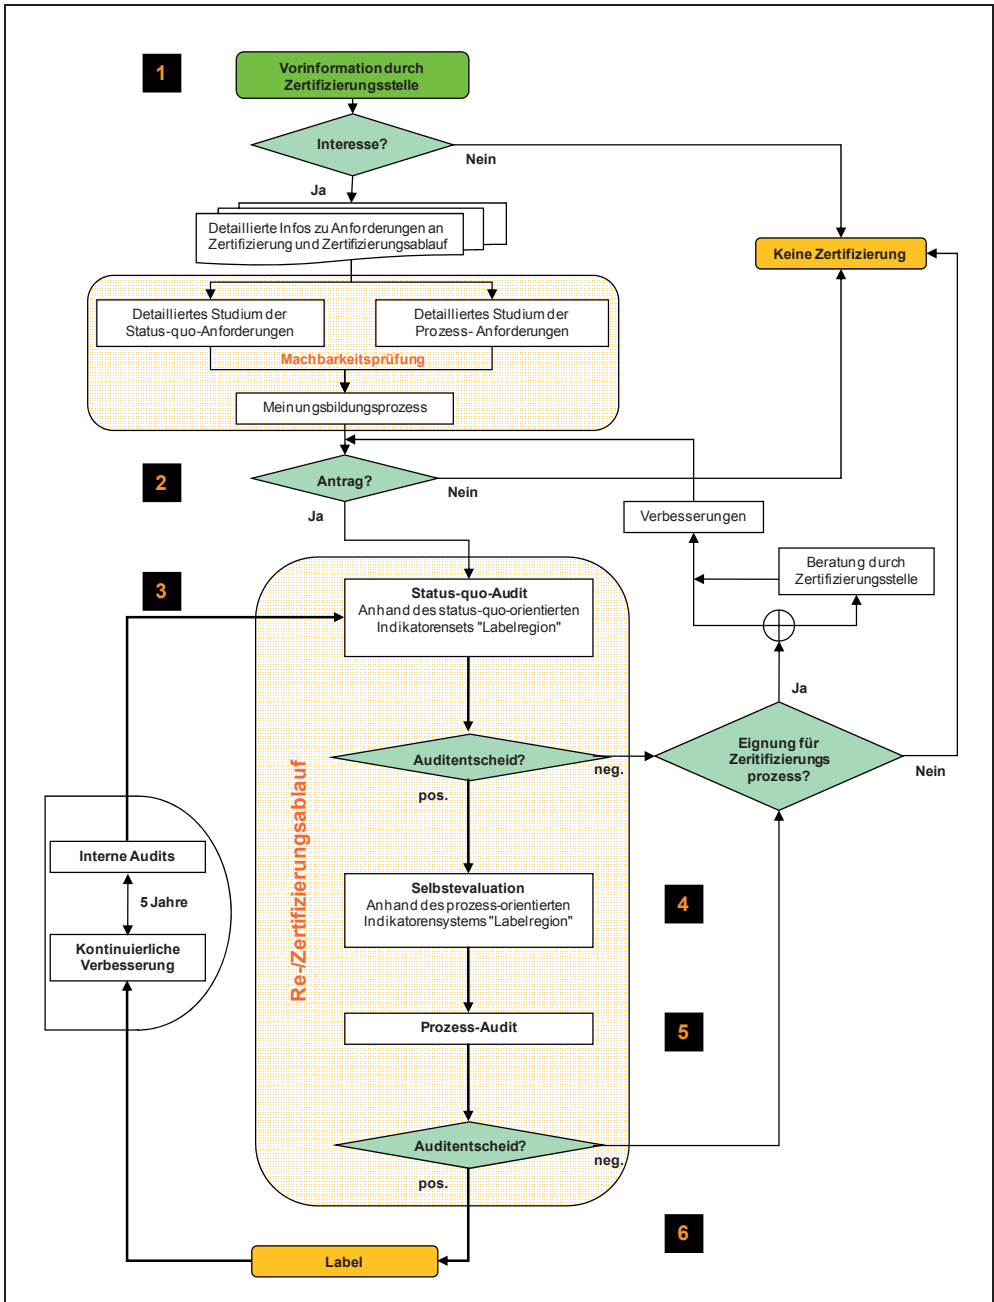 1
Vorinformation durch
Zertifizierungsstelle
Interesse?
Nein
Ja
Detaillierte Infos zu Anforderungen an
Zertifizierung und Zertifizierungsablauf
Keine Zertifizierung
Detailliertes Studium der
Status-quo-Anforderungen
Detailliertes Studium der
Prozess- Anforderungen
Machbarkeitsprüfung
Meinungsbildungsprozess
2
Antrag?
Nein
Ja
Verbesserungen
Beratung durch
Zertifizierungsstelle
3
Status-quo-Audit
Anhand des status-quo-orientierten
Indikatorensets "Labelregion"
Ja
Eignung für
Zeritifizierungs
prozess?
Nein
Auditentscheid?
neg.
pos.
Re-/Zertifizierungsablauf
Interne Audits
5 Jahre
Kontinuierliche
Verbesserung
Selbstevaluation
Anhand des prozess-orientierten
Indikatorensystems "Labelregion"
4
Prozess-Audit
5
Auditentscheid?
neg.
pos.
6
Label